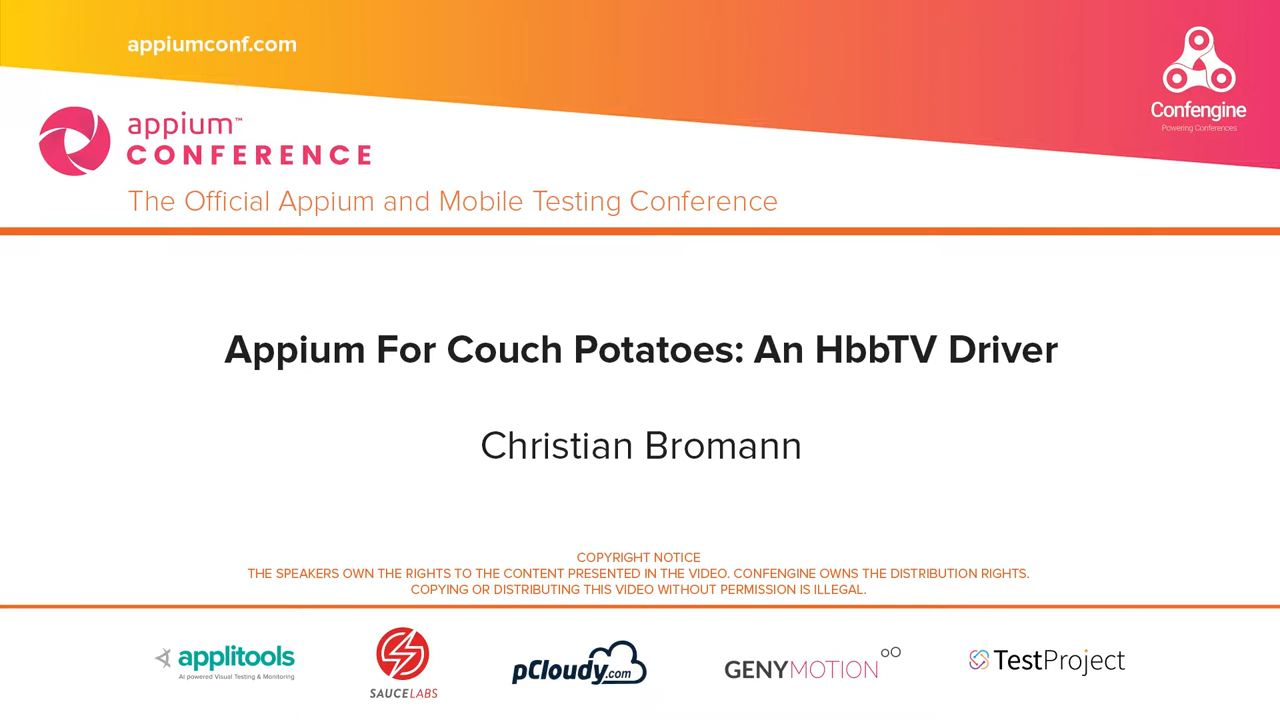 appiumconf.com
Confengine
Powering Conferences
appium™
CONFERENCE
The Official Appium and Mobile Testing Conference
Appium For Couch Potatoes: An HbbTV Driver
Christian Bromann
COPYRIGHT NOTICE
THE SPEAKERS OWN THE RIGHTS TO THE CONTENT PRESENTED IN THE VIDEO. CONFENGINE OWNS THE DISTRIBUTION RIGHTS.
COPYING OR DISTRIBUTING THIS VIDEO WITHOUT PERMISSION IS ILLEGAL.
applitools
AI powered Visual Testing & Monitoring
SAUCELABS
pCloudy.com
GENYMOTION
TestProject